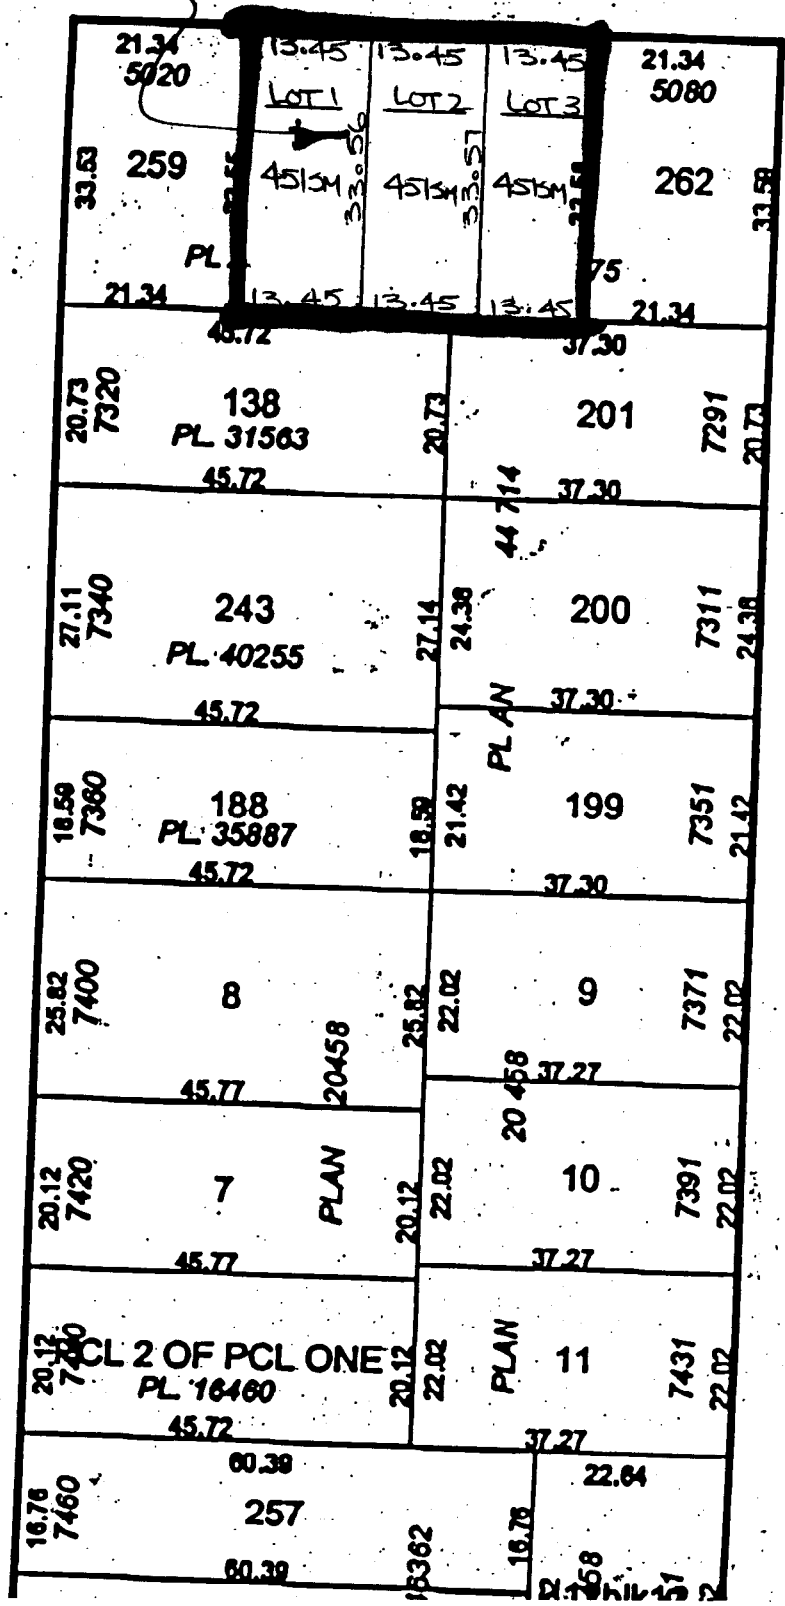 21.34 13.45 13.45 13.45 21.34
5020 5080
LOT 1 LOT 2 LOT 3
33.53 259 451SM 33.56 451SM 33.57 451SM 262 33.59
PL. 75
21.34 13.45 13.45 13.45 21.34
45.72 37.30
20.73 7320 138 20.73 201 7291 20.73
PL. 31563
45.72 37.30
44 714
27.11 7340 243 27.14 24.38 200 7311 24.38
PL. 40255
45.72 37.30
PLAN
18.59 7360 188 18.59 21.42 199 7351 21.42
PL. 35887
45.72 37.30
25.82 7400 8 25.82 22.02 9 7371 22.02
20458
45.77 37.27
20 458
20.12 7420 7 PLAN 20.12 22.02 10 7391 22.02
45.77 37.27
20.12 PCL 2 OF PCL ONE 20.12 22.02 PLAN 11 7431 22.02
PL. 16460
45.72 37.27
60.39 22.64
16.76 7460 257 16.76
60.39